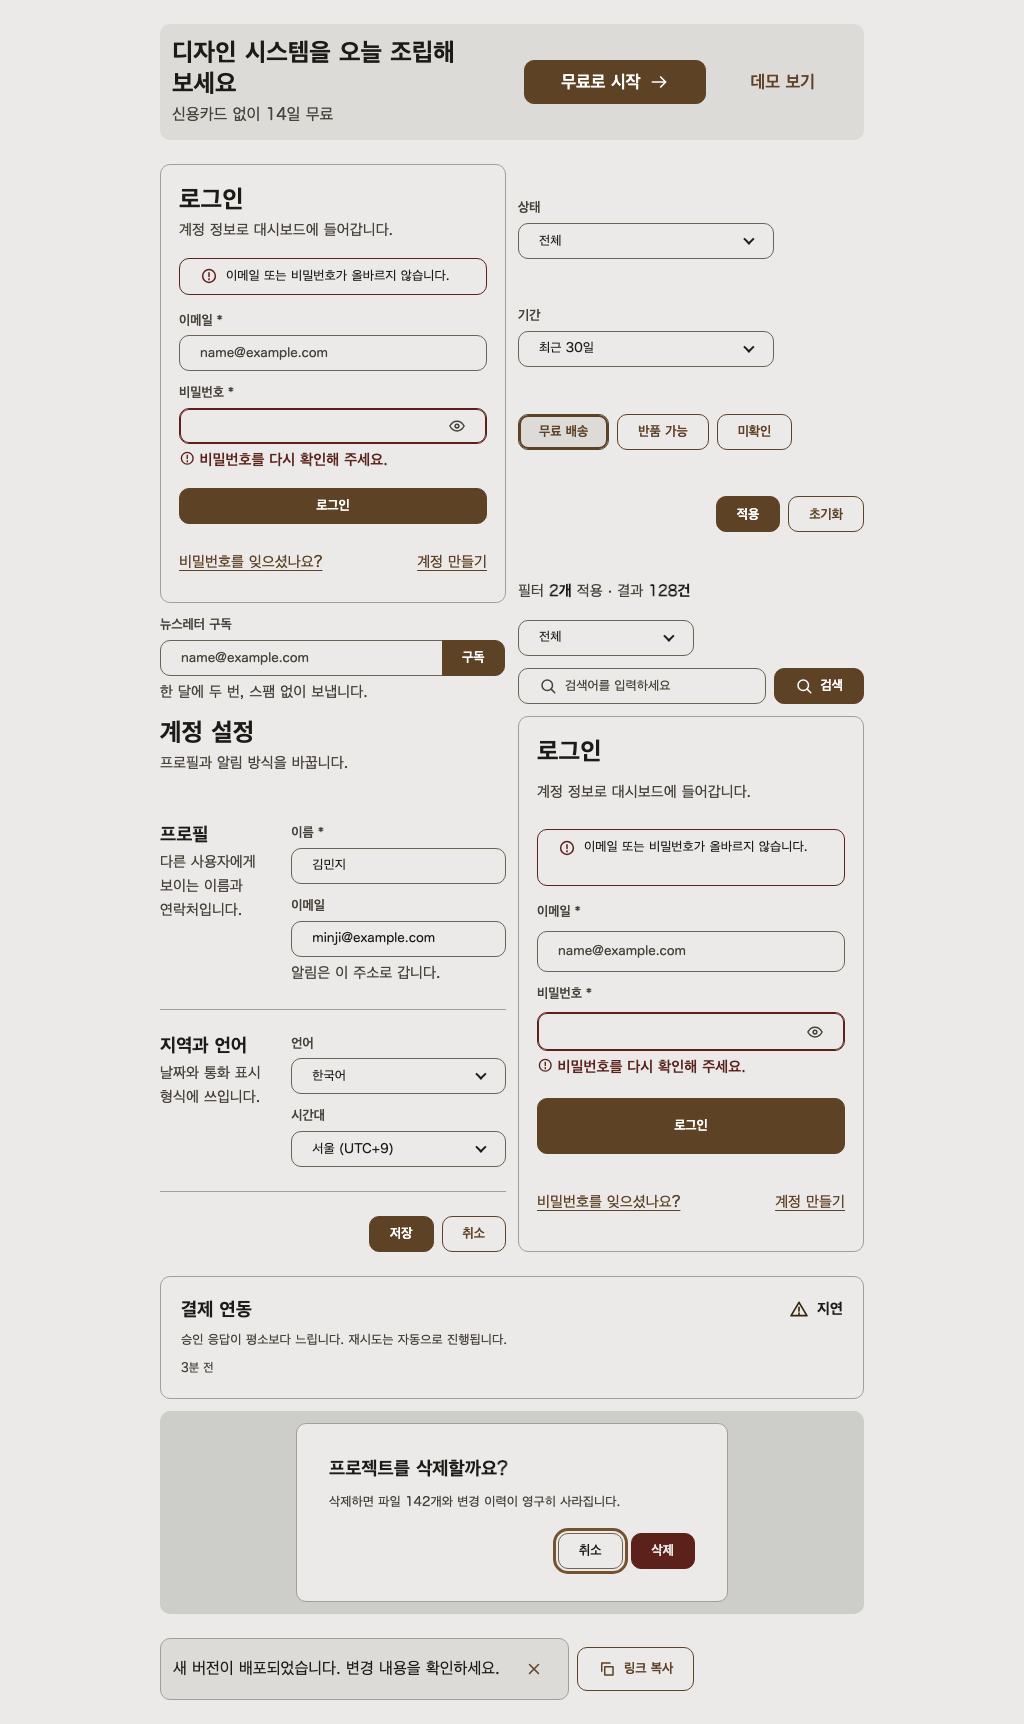 디자인 시스템을 오늘 조립해
보세요
신용카드 없이 14일 무료
무료로 시작
데모 보기
로그인
계정 정보로 대시보드에 들어갑니다.
이메일 또는 비밀번호가 올바르지 않습니다.
이메일 *
name@example.com
비밀번호 *
비밀번호를 다시 확인해 주세요.
로그인
비밀번호를 잊으셨나요?
계정 만들기
상태
전체
기간
최근 30일
무료 배송
반품 가능
미확인
적용
초기화
필터 2개 적용 · 결과 128건
전체
검색어를 입력하세요
검색
뉴스레터 구독
name@example.com
구독
한 달에 두 번, 스팸 없이 보냅니다.
계정 설정
프로필과 알림 방식을 바꿉니다.
프로필
다른 사용자에게
보이는 이름과
연락처입니다.
이름 *
김민지
이메일
minji@example.com
알림은 이 주소로 갑니다.
지역과 언어
날짜와 통화 표시
형식에 쓰입니다.
언어
한국어
시간대
서울 (UTC+9)
저장
취소
로그인
계정 정보로 대시보드에 들어갑니다.
이메일 또는 비밀번호가 올바르지 않습니다.
이메일 *
name@example.com
비밀번호 *
비밀번호를 다시 확인해 주세요.
로그인
비밀번호를 잊으셨나요?
계정 만들기
결제 연동
지연
승인 응답이 평소보다 느립니다. 재시도는 자동으로 진행됩니다.
3분 전
프로젝트를 삭제할까요?
삭제하면 파일 142개와 변경 이력이 영구히 사라집니다.
취소
삭제
새 버전이 배포되었습니다. 변경 내용을 확인하세요.
링크 복사